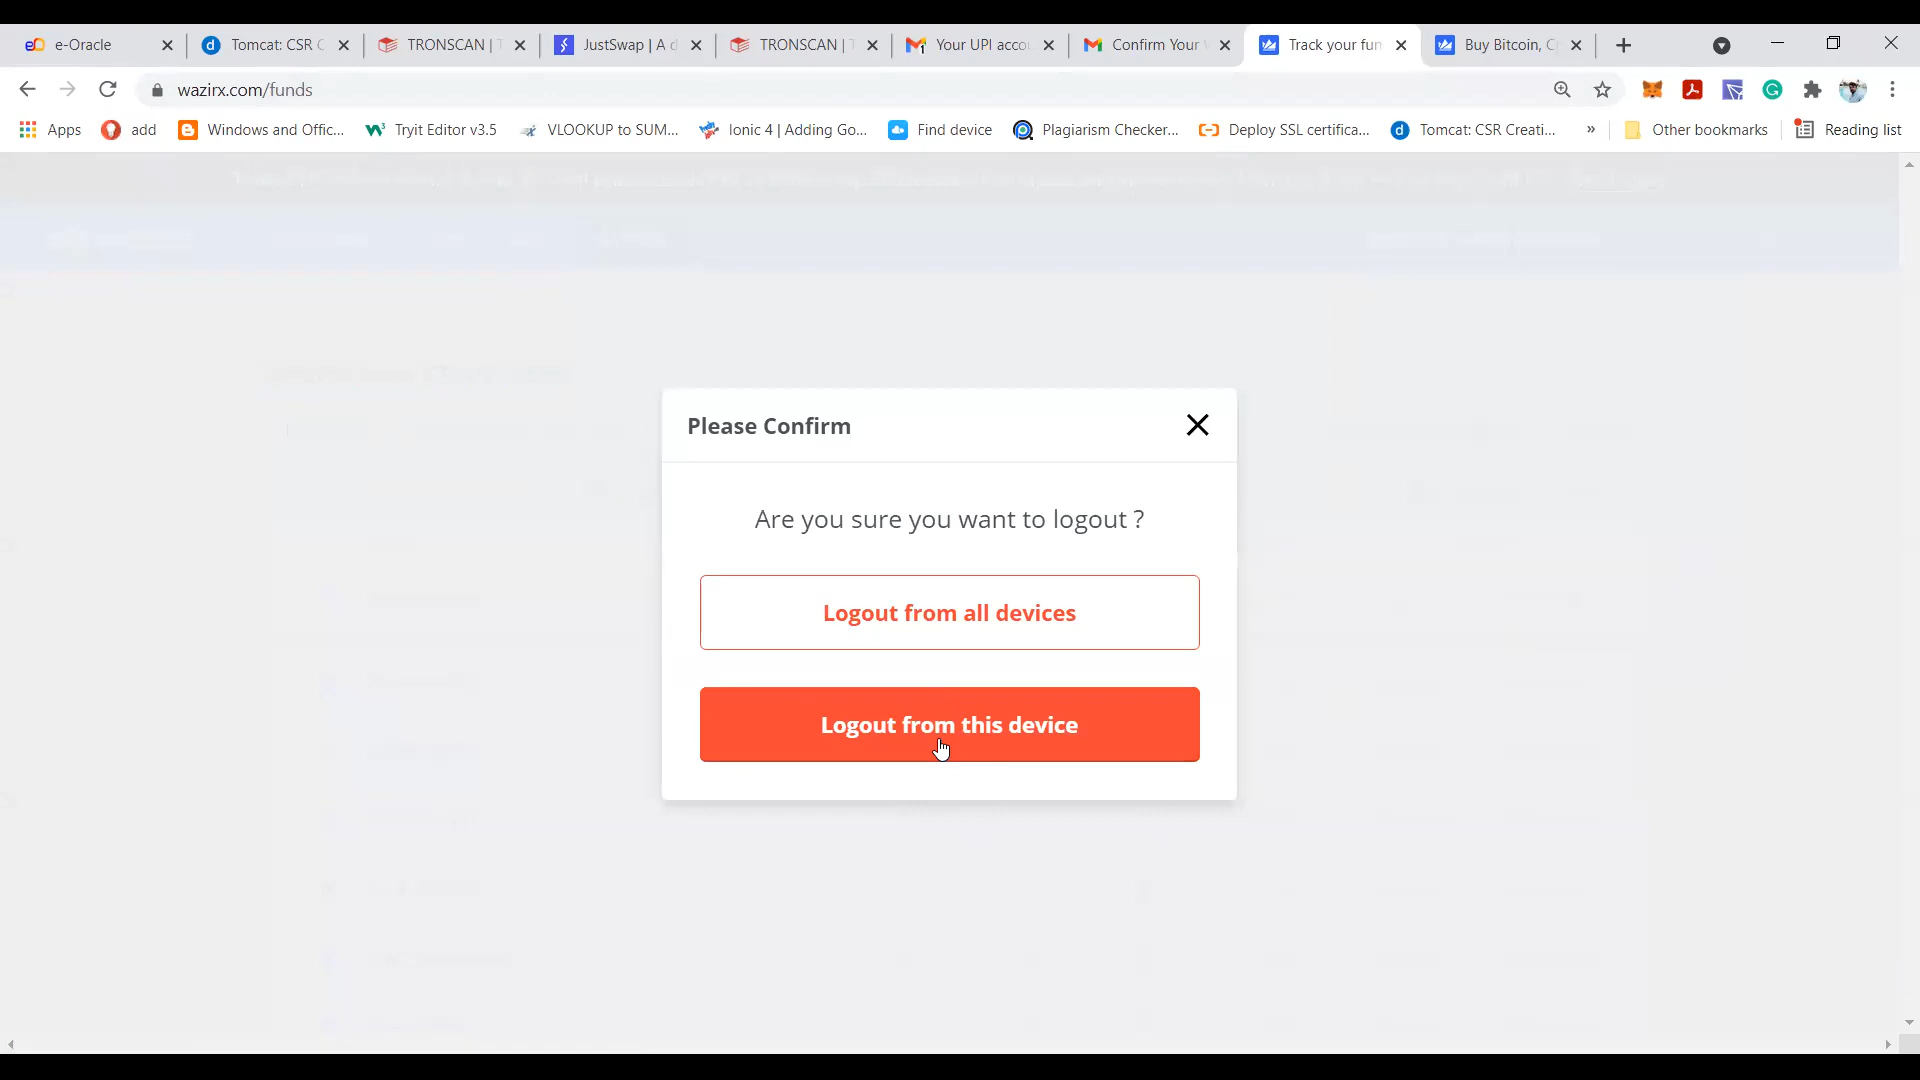 e-Oracle
Tomcat: CSR C
TRONSCAN | T
JustSwap | A d
TRONSCAN | T
Your UPI acco
Confirm Your
Track your fun
Buy Bitcoin, C
wazirx.com/funds
Apps
add
Windows and Offic...
Tryit Editor v3.5
VLOOKUP to SUM...
Ionic 4 | Adding Go...
Find device
Plagiarism Checker...
Deploy SSL certifica...
Tomcat: CSR Creati...
»
Other bookmarks
Reading list
Please Confirm
Are you sure you want to logout ?
Logout from all devices
Logout from this device